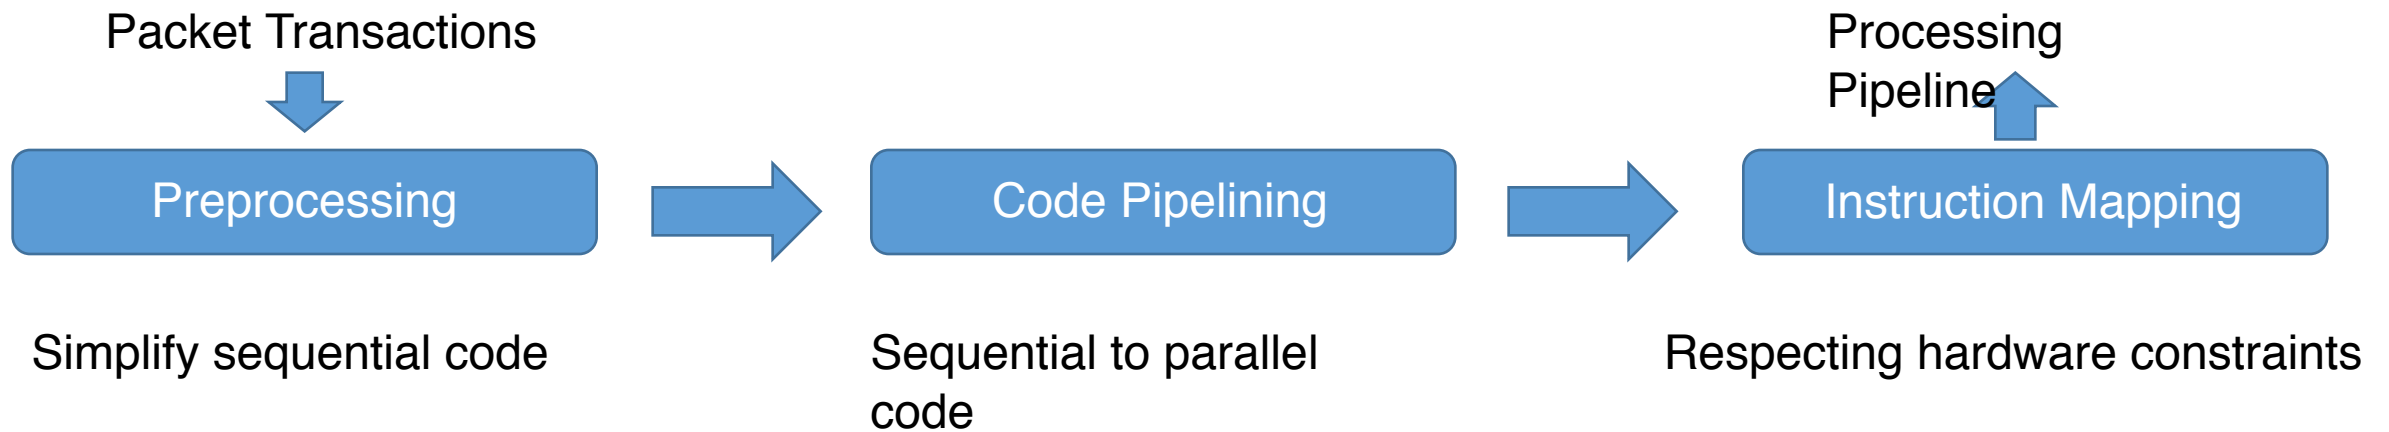 Packet Transactions
Processing
Pipeline
Preprocessing
Code Pipelining
Instruction Mapping
Simplify sequential code
Sequential to parallel
code
Respecting hardware constraints